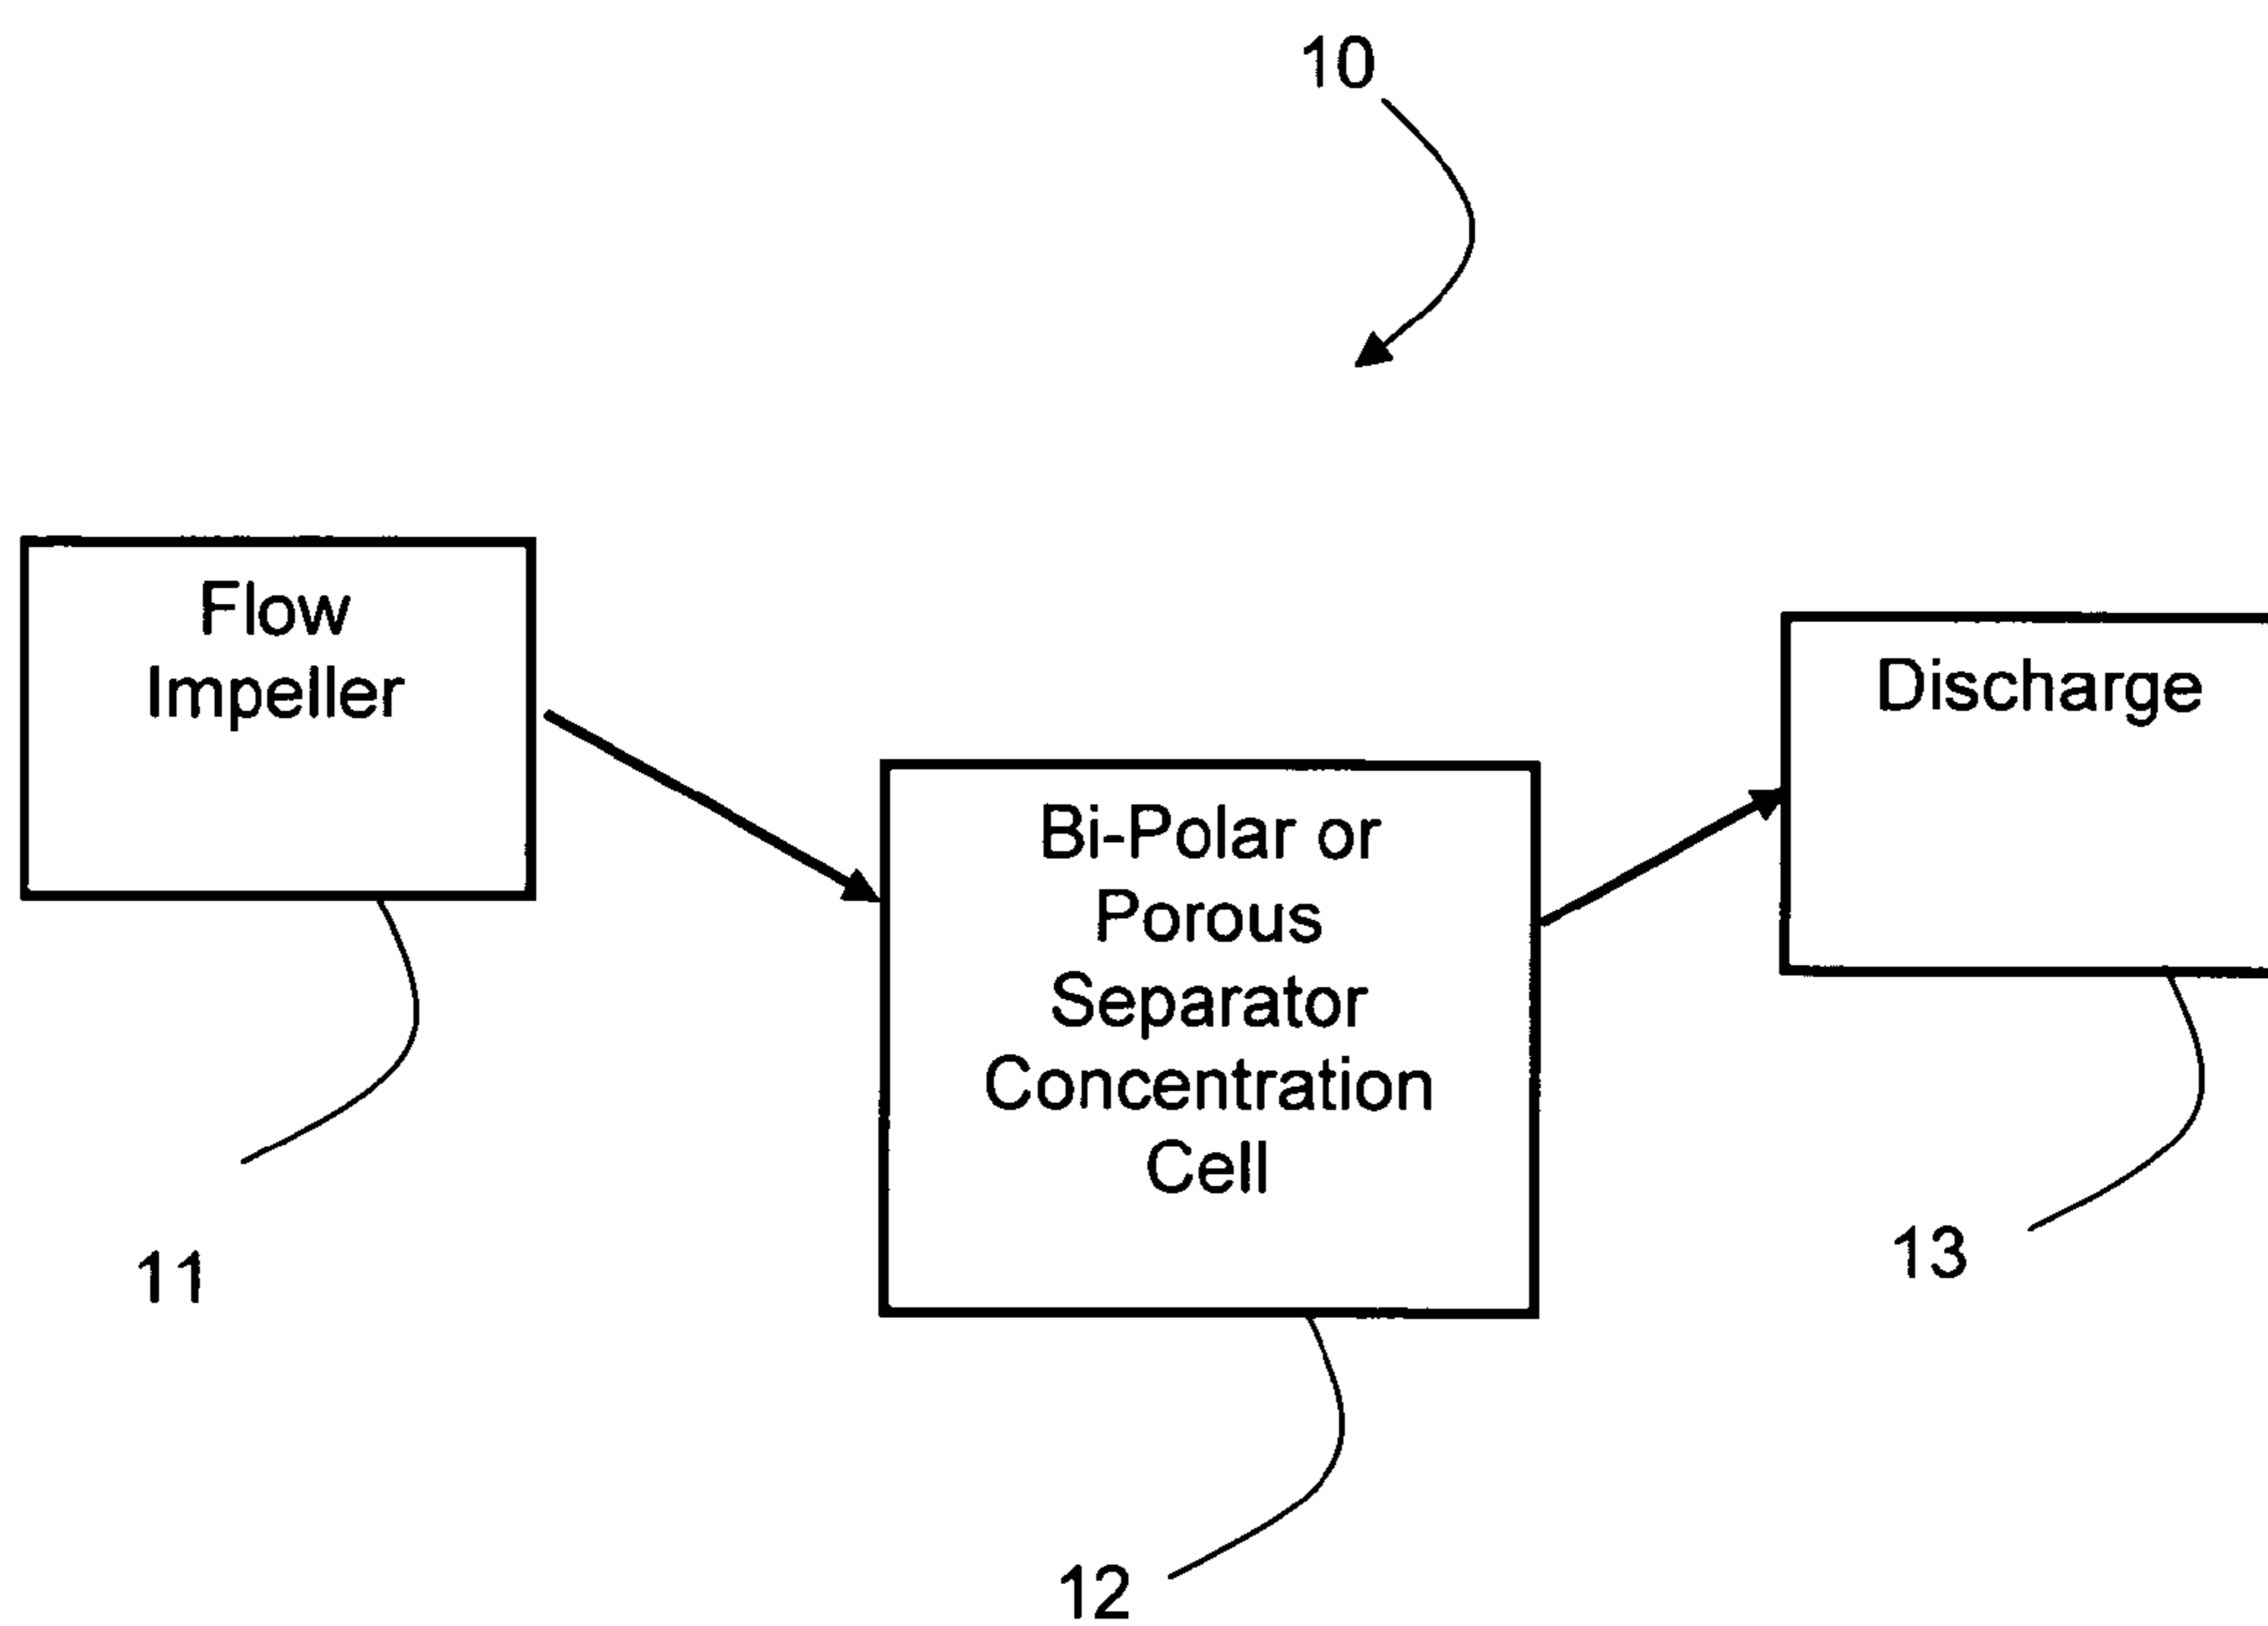 10
Flow
Impeller
Discharge
Bi-Polar or
Porous
Separator
Concentration
Cell
11
13
12